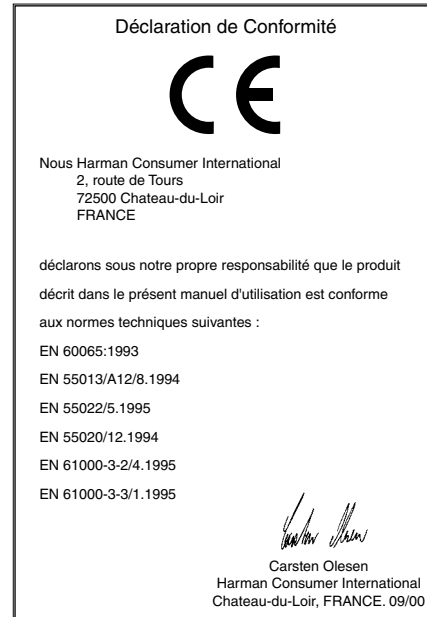 Déclaration de Conformité
CE
Nous Harman Consumer International
2, route de Tours
72500 Chateau-du-Loir
FRANCE
déclarons sous notre propre responsabilité que le produit
décrit dans le présent manuel d'utilisation est conforme
aux normes techniques suivantes :
EN 60065:1993
EN 55013/A12/8.1994
EN 55022/5.1995
EN 55020/12.1994
EN 61000-3-2/4.1995
EN 61000-3-3/1.1995
Carsten Olesen
Harman Consumer International
Chateau-du-Loir, FRANCE. 09/00